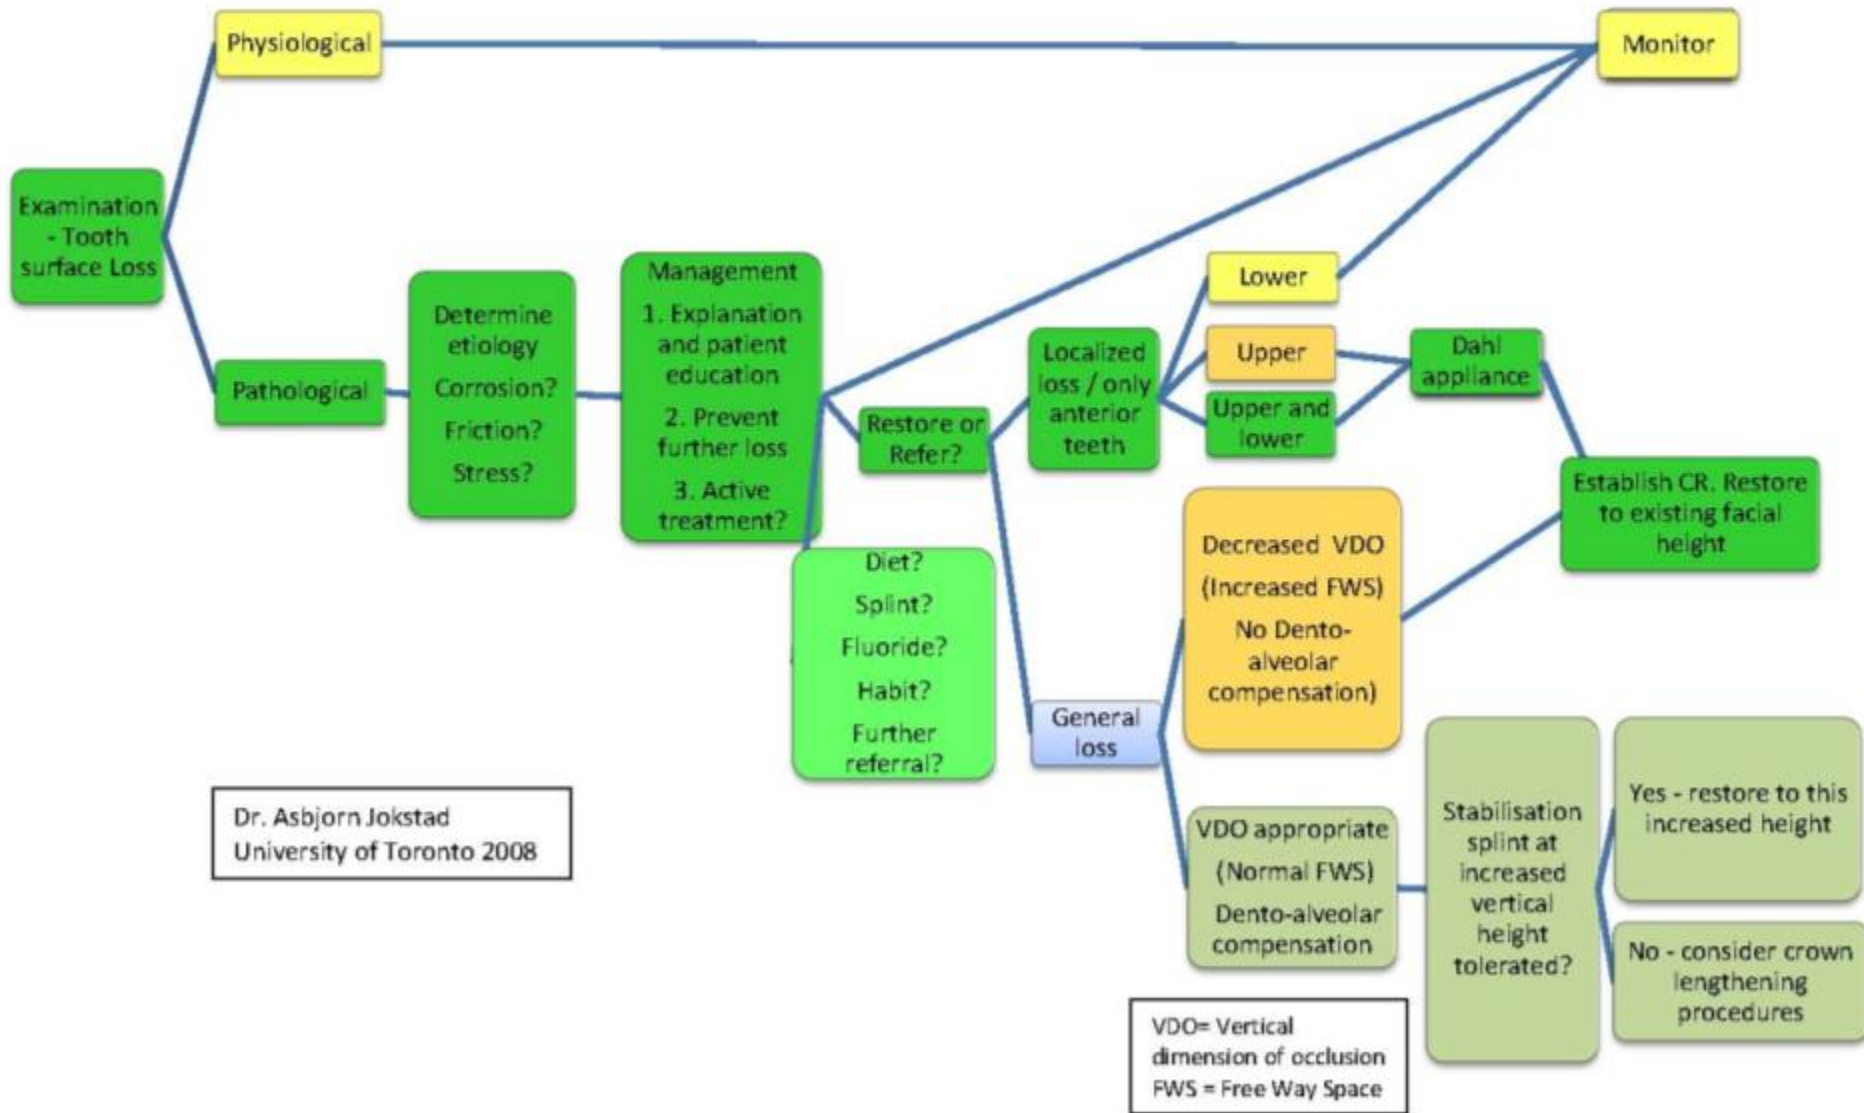 Physiological
Monitor
Examination
- Tooth
surface Loss
Pathological
Determine
etiology
Corrosion?
Friction?
Stress?
Management
1. Explanation
and patient
education
2. Prevent
further loss
3. Active
treatment?
Diet?
Splint?
Fluoride?
Habit?
Further
referral?
Restore or
Refer?
Localized
loss / only
anterior
teeth
Lower
Upper
Upper and
lower
Dahl
appliance
Establish CR. Restore
to existing facial
height
General
loss
Decreased VDO
(Increased FWS)
No Dento-
alveolar
compensation)
VDO appropriate
(Normal FWS)
Dento-alveolar
compensation
Stabilisation
splint at
increased
vertical
height
tolerated?
Yes - restore to this
increased height
No - consider crown
lengthening
procedures
Dr. Asbjorn Jokstad
University of Toronto 2008
VDO= Vertical
dimension of occlusion
FWS = Free Way Space